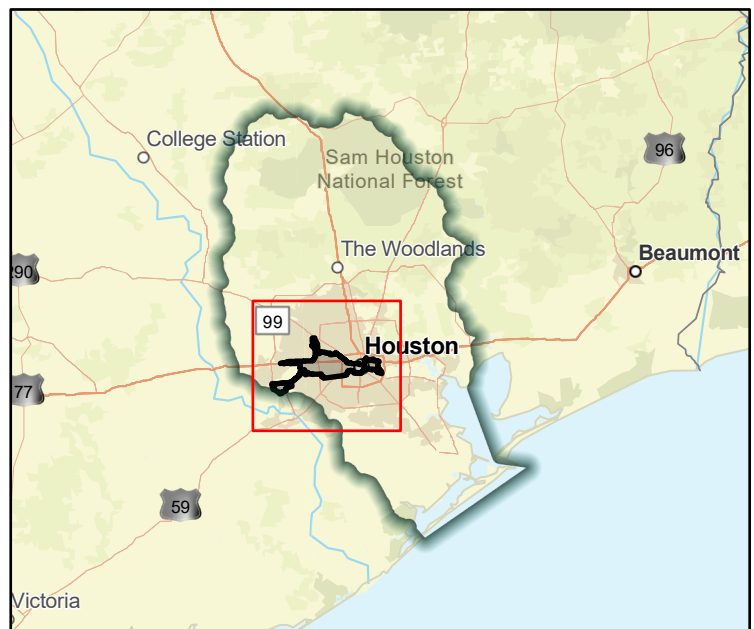 College Station
Sam Houston
National Forest
96
The Woodlands
Beaumont
290
99
Houston
77
59
Victoria